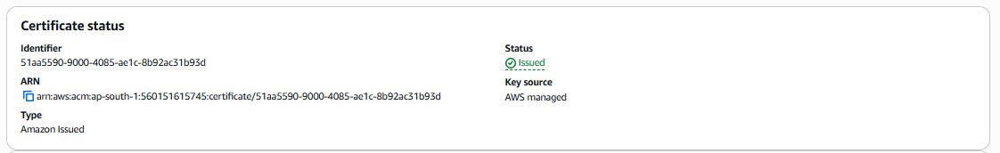 Certificate status
Identifier
51aa5590-9000-4085-ae1c-8b92ac31b93d
ARN
arn:aws:acm:ap-south-1:560151615745:certificate/51aa5590-9000-4085-ae1c-8b92ac31b93d
Type
Amazon Issued
Status
Issued
Key source
AWS managed